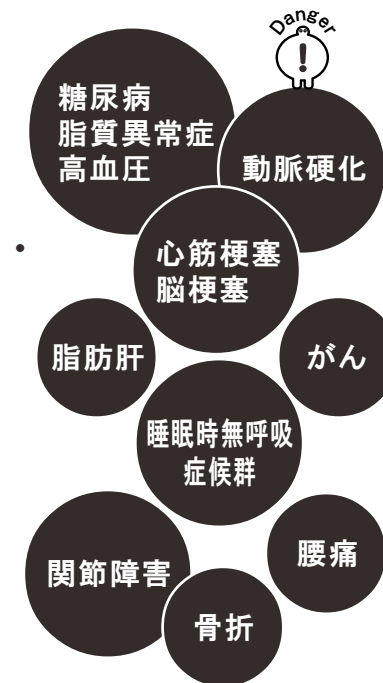 Danger
!
糖尿病
脂質異常症
高血圧
動脈硬化
心筋梗塞
脳梗塞
脂肪肝
がん
睡眠時無呼吸
症候群
腰痛
関節障害
骨折